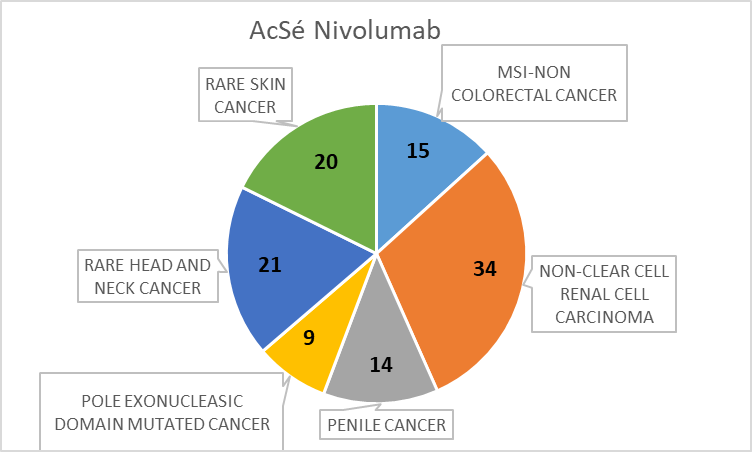 AcSé Nivolumab
MSI-NON
COLORECTAL CANCER
RARE SKIN
CANCER
15
20
34
NON-CLEAR CELL
RENAL CELL
CARCINOMA
RARE HEAD AND
NECK CANCER
21
9
14
POLE EXONUCLEASIC
DOMAIN MUTATED CANCER
PENILE CANCER